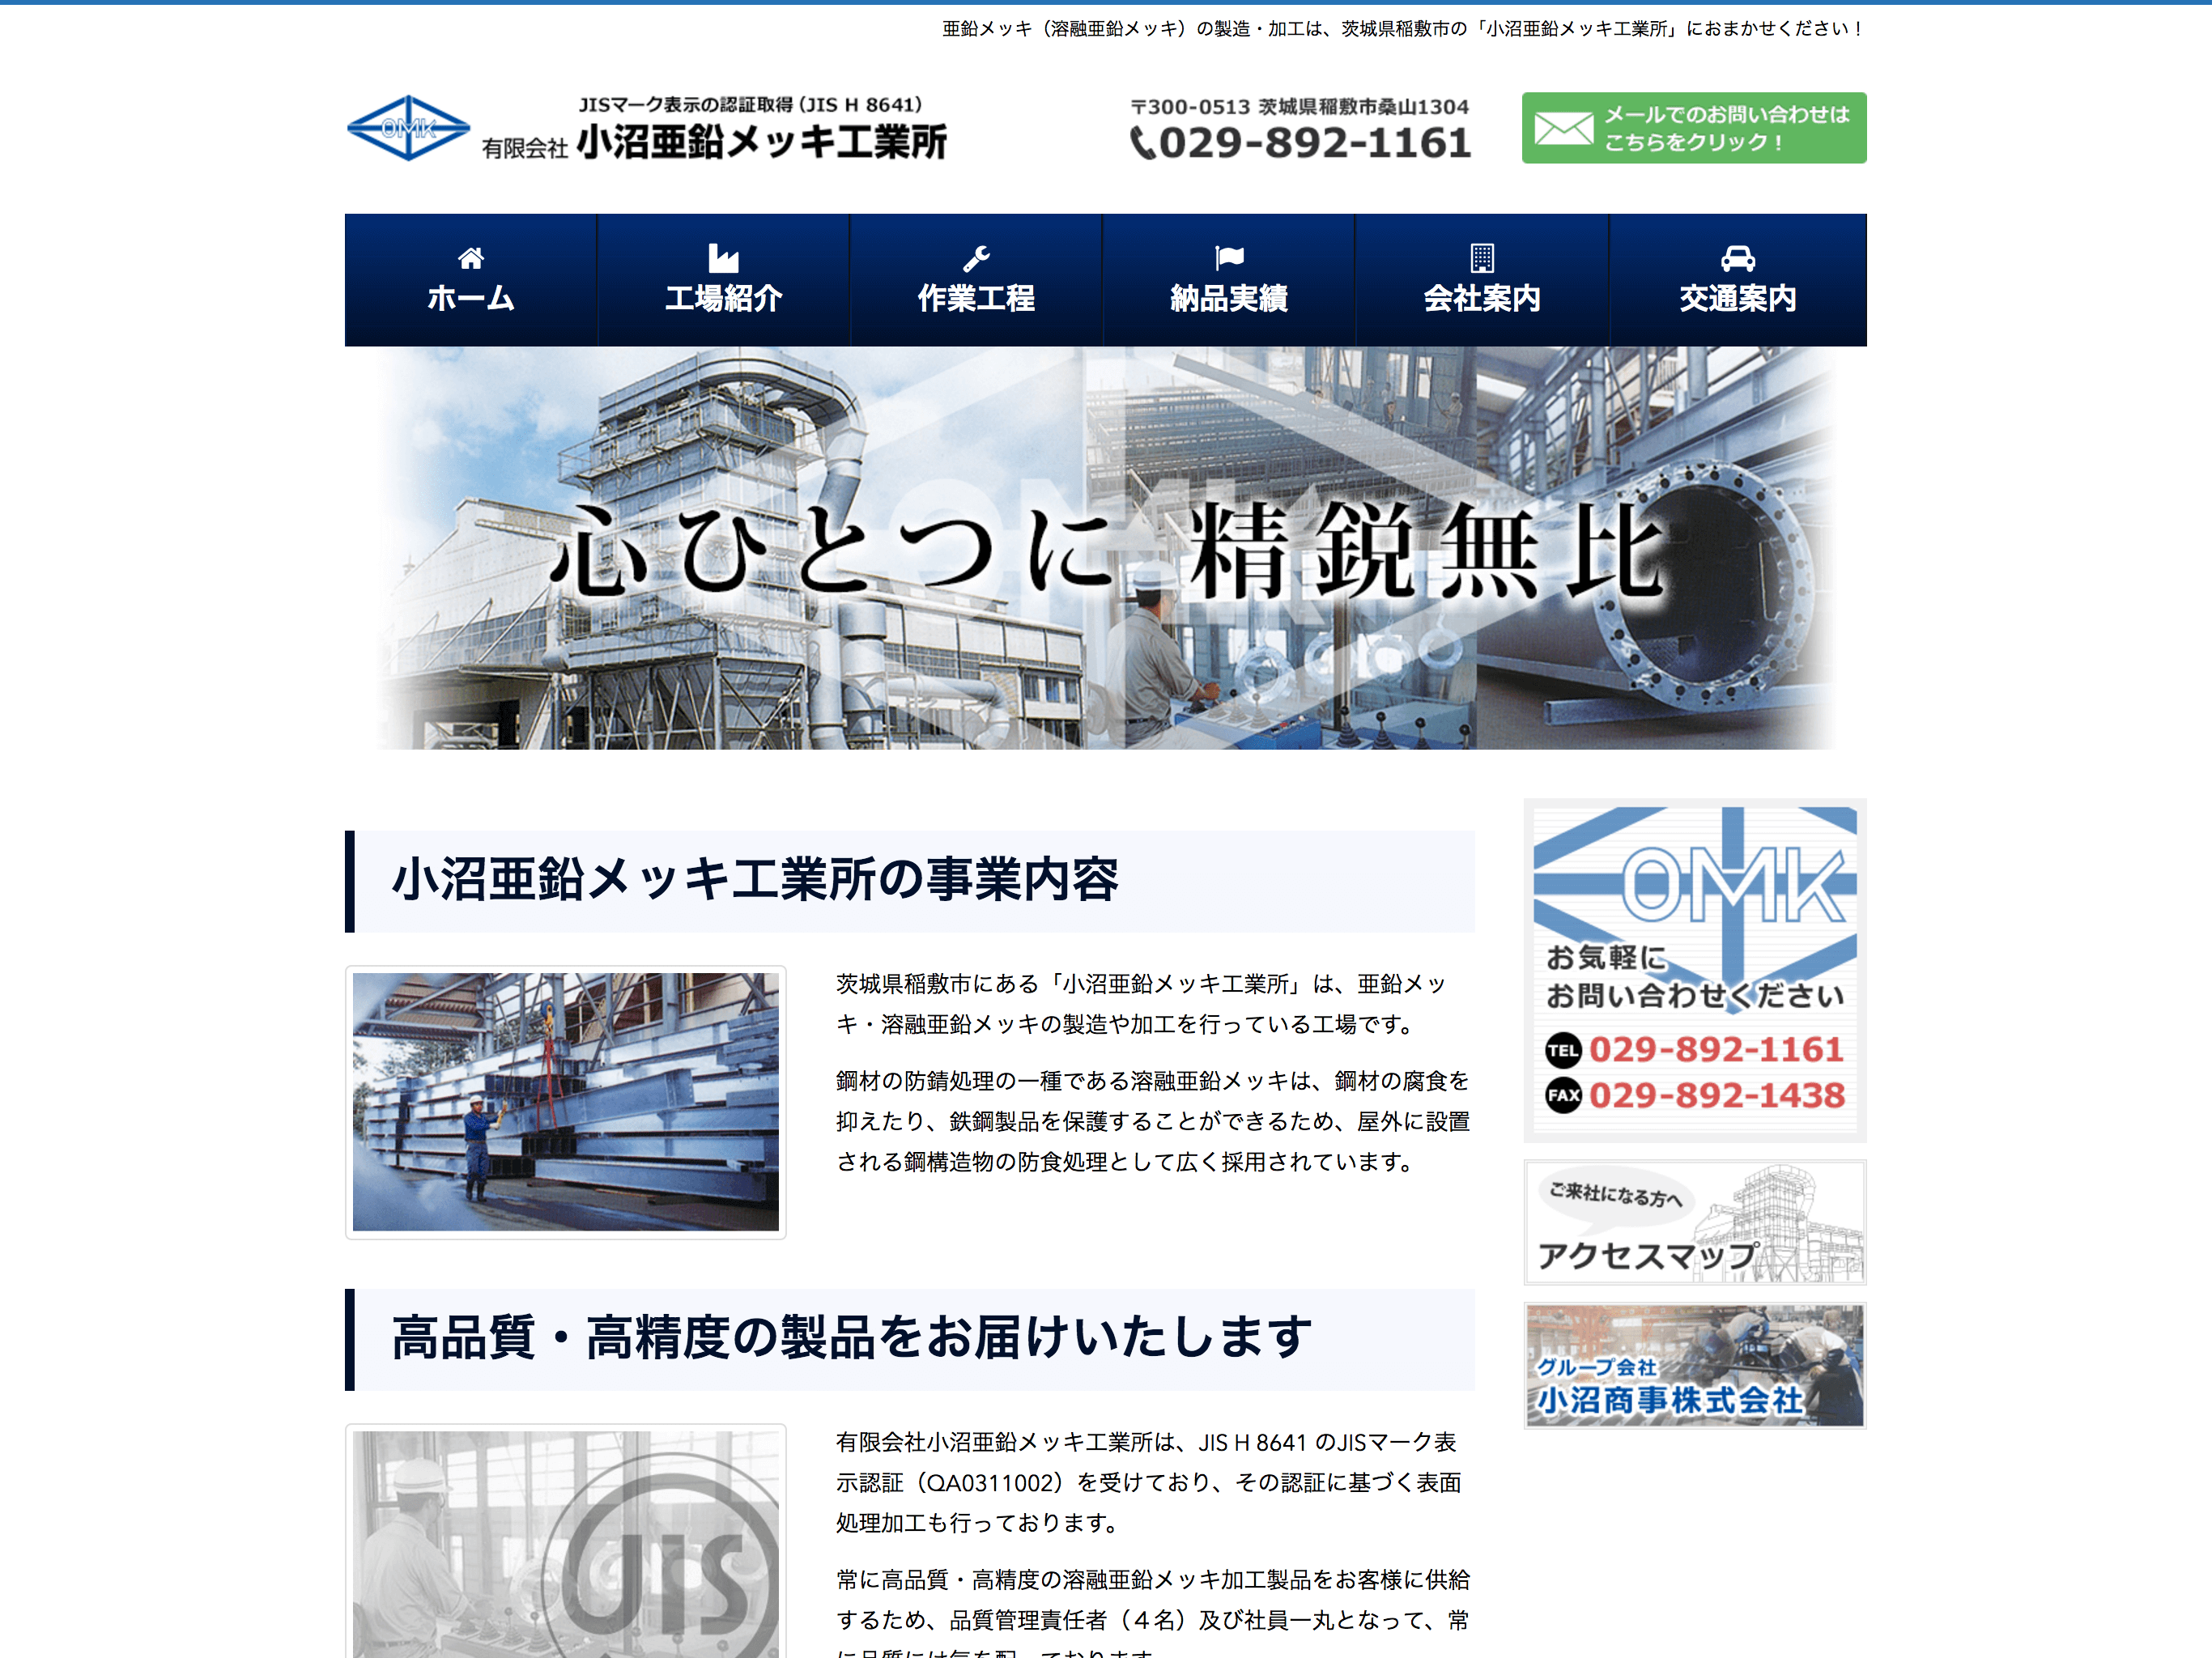 亜鉛メッキ（溶融亜鉛メッキ）の製造・加工は、茨城県稲敷市の「小沼亜鉛メッキ工業所」におまかせください！
OMK
JISマーク表示の認証取得（JIS H 8641）
有限会社 小沼亜鉛メッキ工業所
〒300-0513 茨城県稲敷市桑山1304
029-892-1161
メールでのお問い合わせは
こちらをクリック！
ホーム
工場紹介
作業工程
納品実績
会社案内
交通案内
OMK
心ひとつに 精鋭無比
小沼亜鉛メッキ工業所の事業内容
茨城県稲敷市にある「小沼亜鉛メッキ工業所」は、亜鉛メッ
キ・溶融亜鉛メッキの製造や加工を行っている工場です。
鋼材の防錆処理の一種である溶融亜鉛メッキは、鋼材の腐食を
抑えたり、鉄鋼製品を保護することができるため、屋外に設置
される鋼構造物の防食処理として広く採用されています。
高品質・高精度の製品をお届けいたします
JIS
有限会社小沼亜鉛メッキ工業所は、JIS H 8641 のJISマーク表
示認証（QA0311002）を受けており、その認証に基づく表面
処理加工も行っております。
常に高品質・高精度の溶融亜鉛メッキ加工製品をお客様に供給
するため、品質管理責任者（４名）及び社員一丸となって、常
に品質には気を配っております。
OMK
お気軽に
お問い合わせください
TEL 029-892-1161
FAX 029-892-1438
ご来社になる方へ
アクセスマップ
グループ会社
小沼商事株式会社